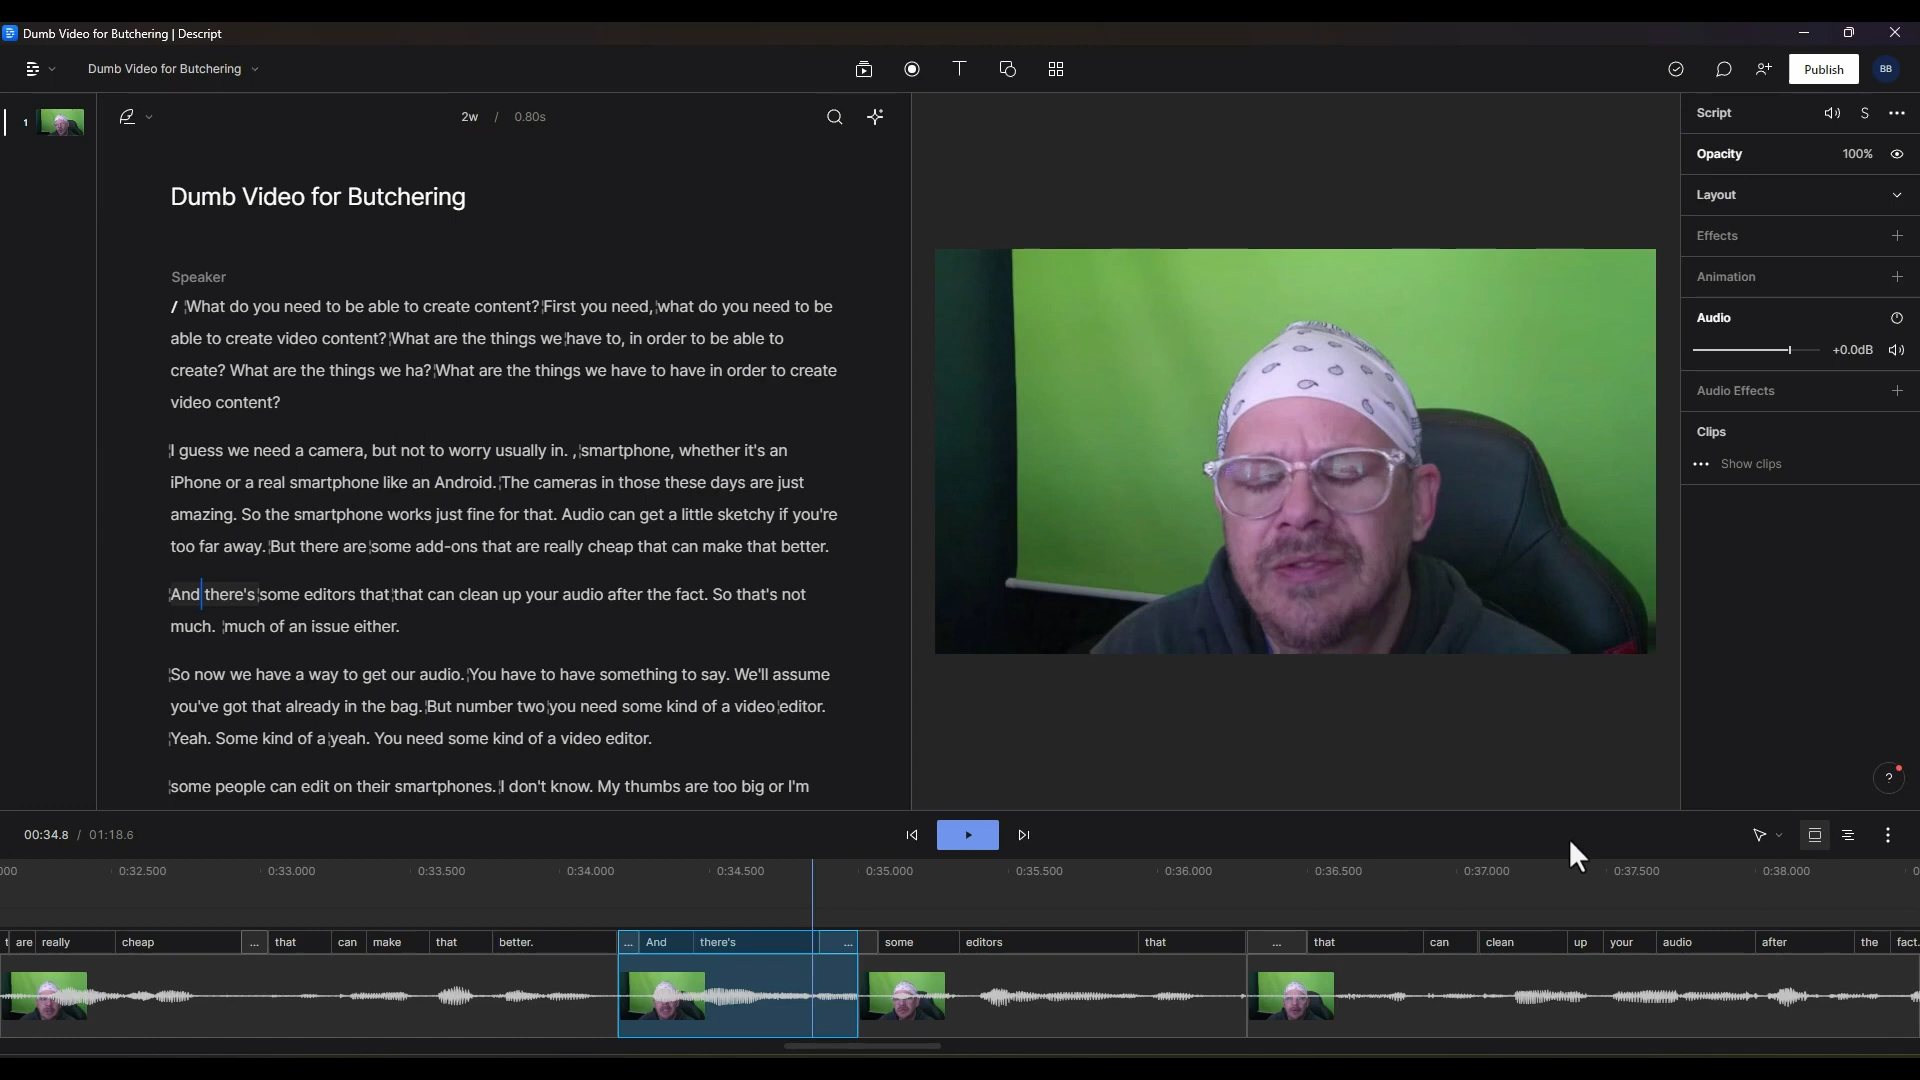 Dumb Video for Butchering | Descript
Dumb Video for Butchering
Publish
BB
1
2w / 0.80s
Dumb Video for Butchering
Speaker
/ ¦What do you need to be able to create content?¦First you need,¦what do you need to be
able to create video content?¦What are the things we¦have to, in order to be able to
create? What are the things we ha?¦What are the things we have to have in order to create
video content?
¦I guess we need a camera, but not to worry usually in. ,¦smartphone, whether it's an
iPhone or a real smartphone like an Android.¦The cameras in those these days are just
amazing. So the smartphone works just fine for that. Audio can get a little sketchy if you're
too far away.¦But there are¦some add-ons that are really cheap that can make that better.
¦And there's¦some editors that¦that can clean up your audio after the fact. So that's not
much. ¦much of an issue either.
¦So now we have a way to get our audio.¦You have to have something to say. We'll assume
you've got that already in the bag.¦But number two¦you need some kind of a video¦editor.
¦Yeah. Some kind of a¦yeah. You need some kind of a video editor.
¦some people can edit on their smartphones.¦I don't know. My thumbs are too big or I'm
Script S
Opacity 100%
Layout
Effects
Animation
Audio
+0.0dB
Audio Effects
Clips
Show clips
?
00:34.8 / 01:18.6
0:32.500 0:33.000 0:33.500 0:34.000 0:34.500 0:35.000 0:35.500 0:36.000 0:36.500 0:37.000 0:37.500 0:38.000
are really cheap ... that can make that better. ... And there's ... some editors that ... that can clean up your audio after the fact.